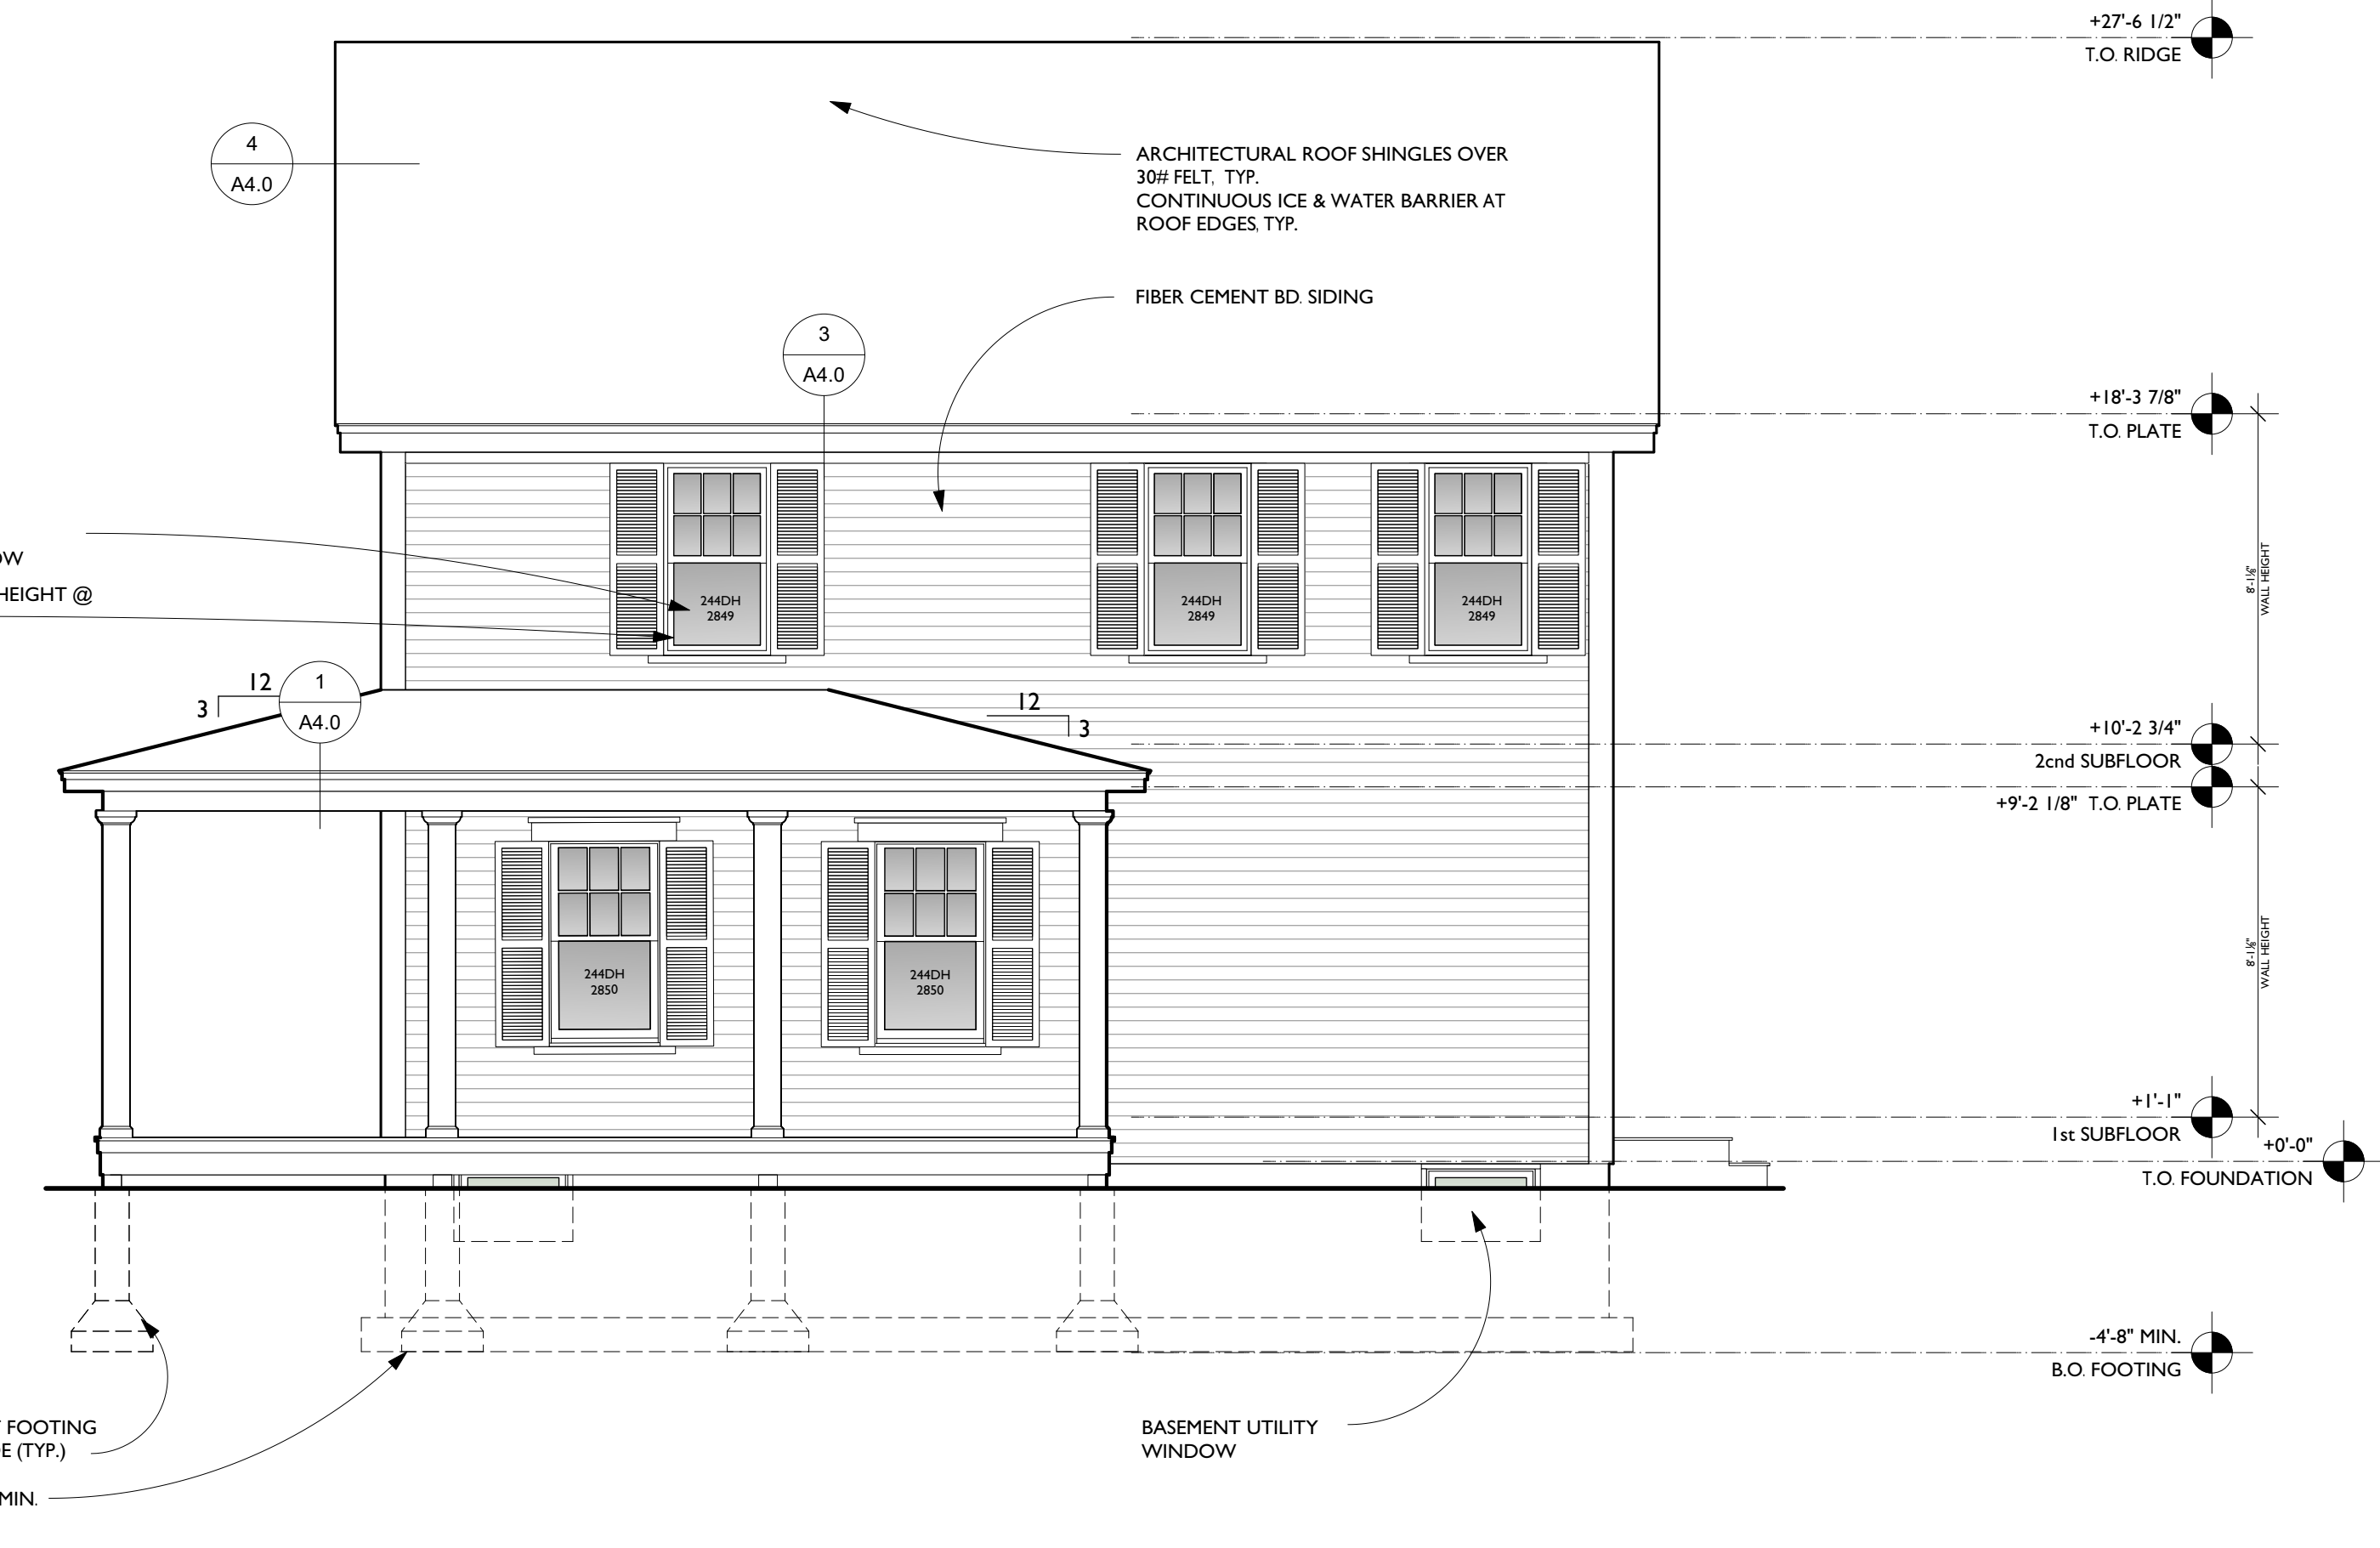 +27'-6 1/2"
T.O. RIDGE
4
A4.0
ARCHITECTURAL ROOF SHINGLES OVER
30# FELT, TYP.
CONTINUOUS ICE & WATER BARRIER AT
ROOF EDGES, TYP.
FIBER CEMENT BD. SIDING
3
A4.0
+18'-3 7/8"
T.O. PLATE
OW
HEIGHT @
244DH
2849
244DH
2849
244DH
2849
8'-1⅛"
WALL HEIGHT
12
3
1
A4.0
12
3
+10'-2 3/4"
2cnd SUBFLOOR
+9'-2 1/8" T.O. PLATE
244DH
2850
244DH
2850
8'-1⅛"
WALL HEIGHT
+1'-1"
1st SUBFLOOR
+0'-0"
T.O. FOUNDATION
-4'-8" MIN.
B.O. FOOTING
FOOTING
E (TYP.)
MIN.
BASEMENT UTILITY
WINDOW